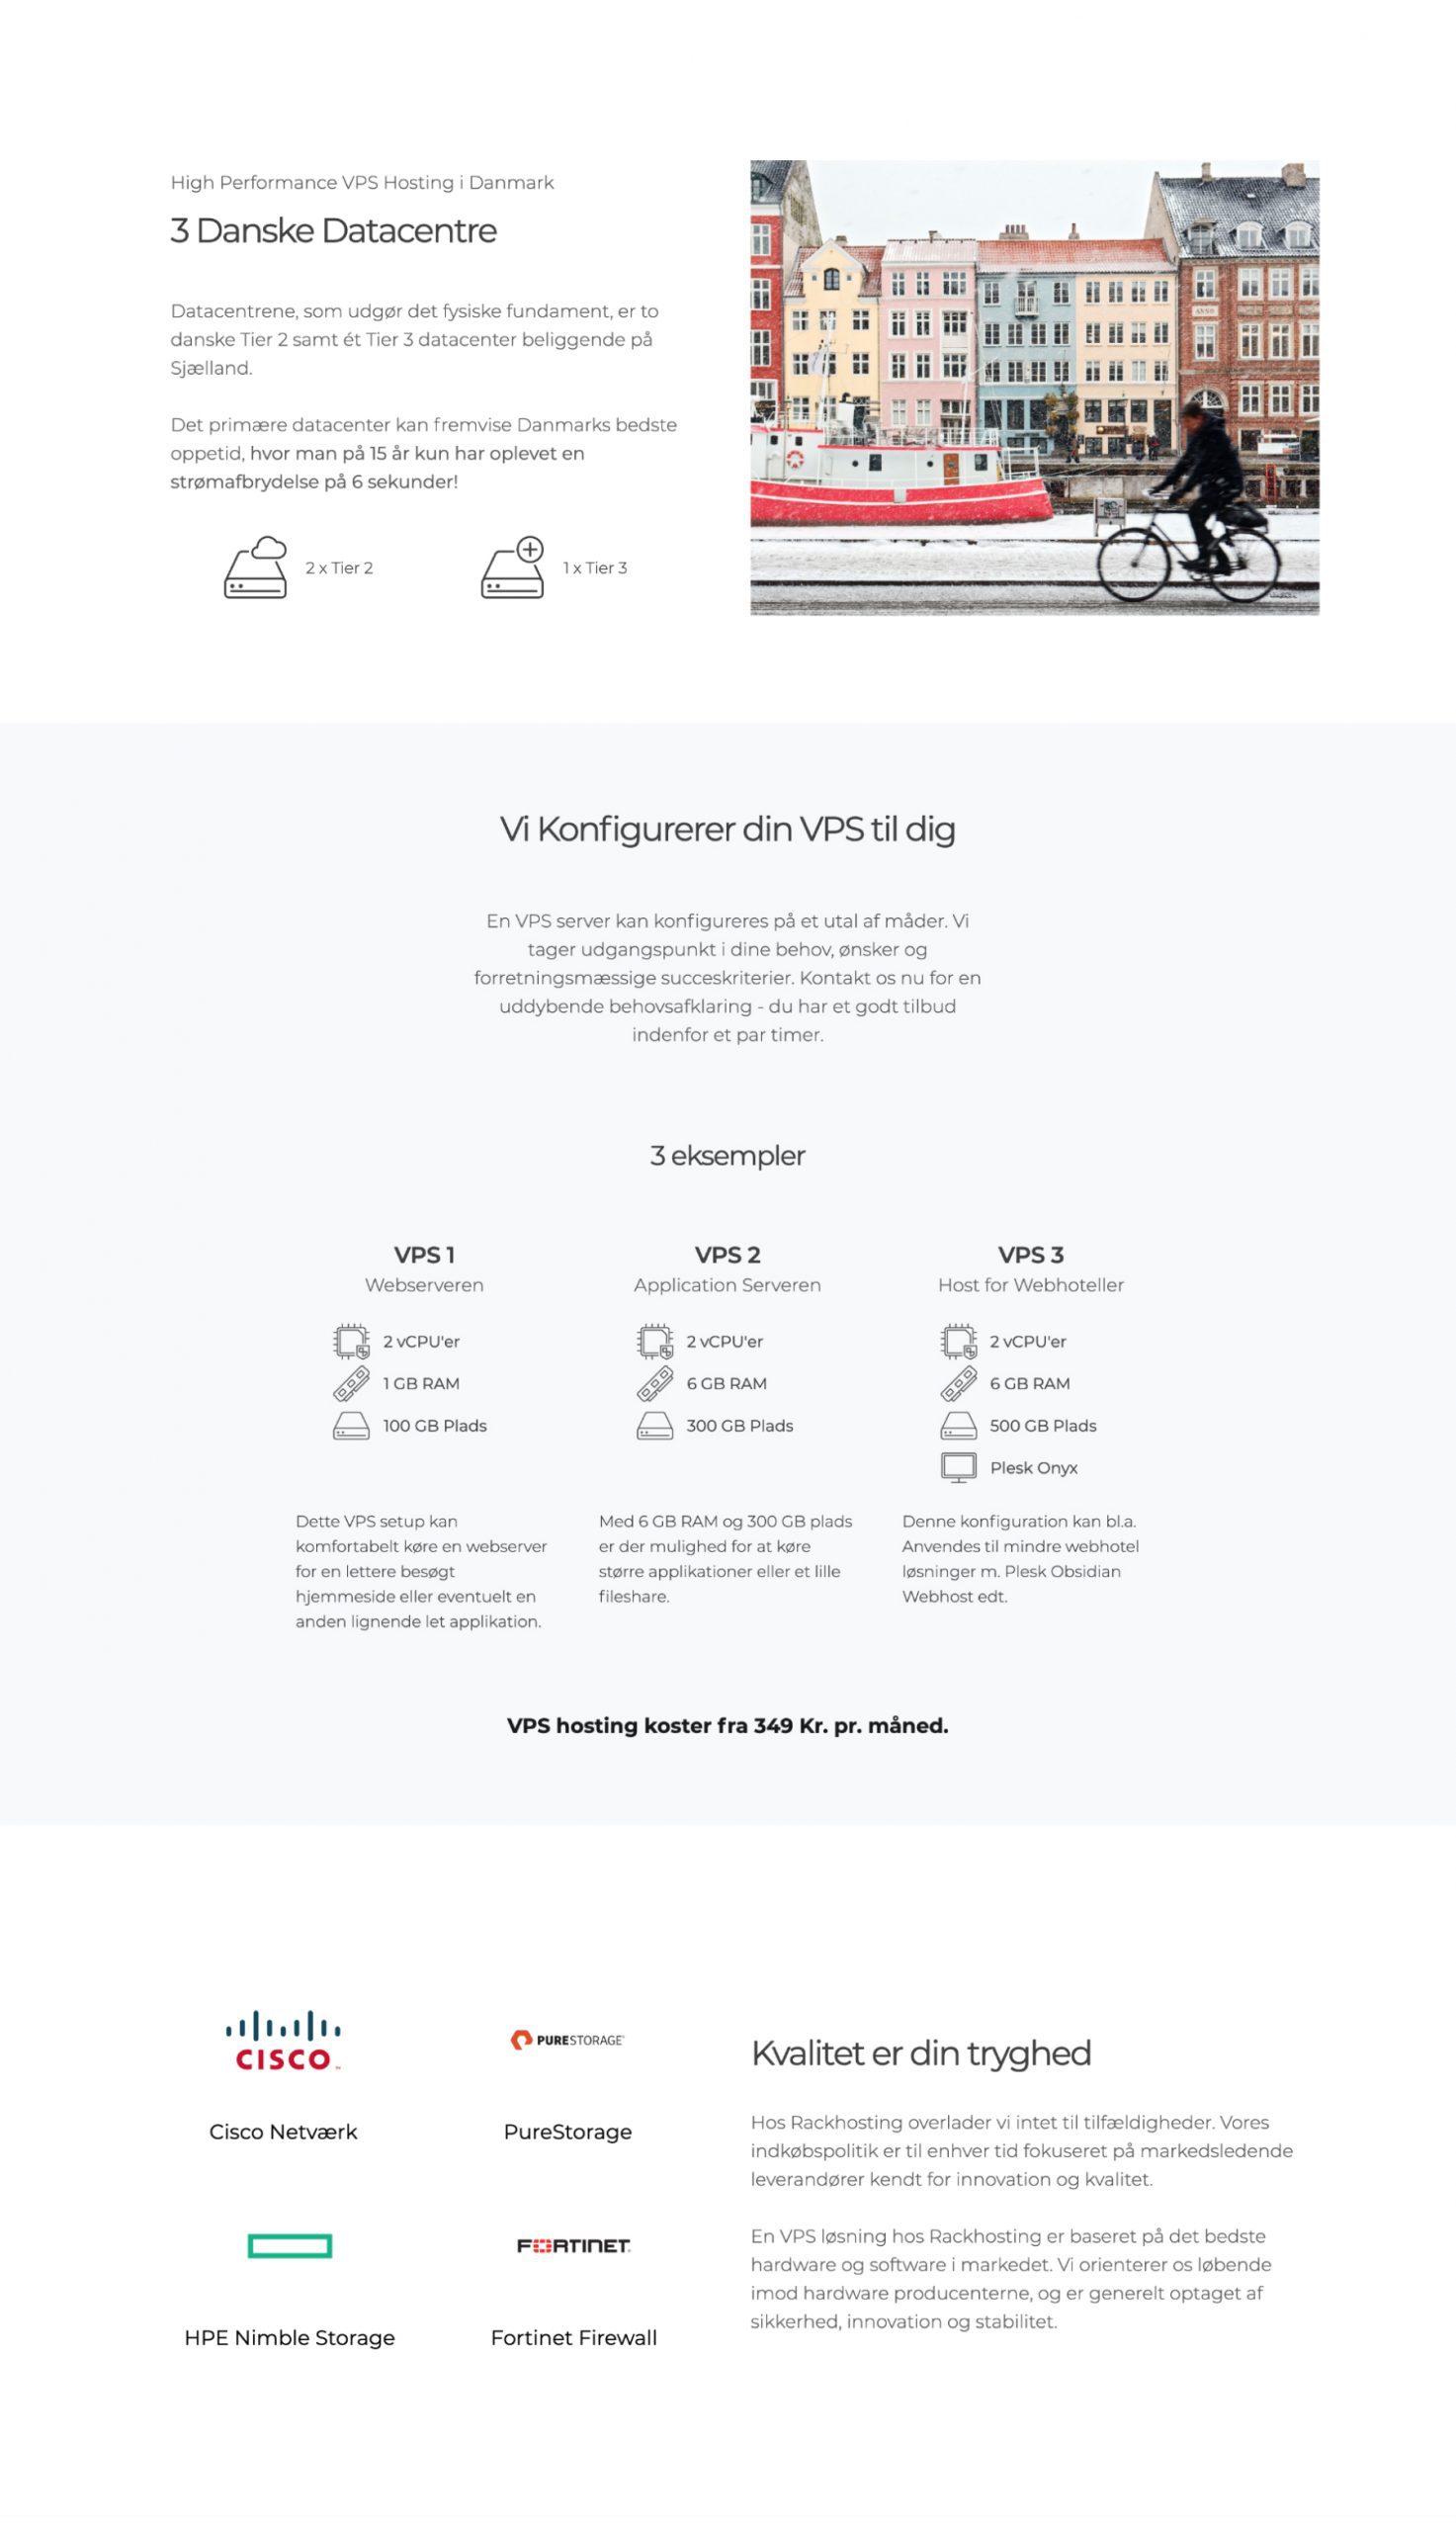 High Performance VPS Hosting i Danmark
3 Danske Datacentre
Datacentrene, som udgør det fysiske fundament, er to
danske Tier 2 samt ét Tier 3 datacenter beliggende på
Sjælland.
Det primære datacenter kan fremvise Danmarks bedste
oppetid, hvor man på 15 år kun har oplevet en
strømafbrydelse på 6 sekunder!
2 x Tier 2
1 x Tier 3
Vi Konfigurerer din VPS til dig
En VPS server kan konfigureres på et utal af måder. Vi
tager udgangspunkt i dine behov, ønsker og
forretningsmæssige succeskriterier. Kontakt os nu for en
uddybende behovsafklaring - du har et godt tilbud
indenfor et par timer.
3 eksempler
VPS 1
Webserveren
2 vCPU'er
1 GB RAM
100 GB Plads
Dette VPS setup kan
komfortabelt køre en webserver
for en lettere besøgt
hjemmeside eller eventuelt en
anden lignende let applikation.
VPS 2
Application Serveren
2 vCPU'er
6 GB RAM
300 GB Plads
Med 6 GB RAM og 300 GB plads
er der mulighed for at køre
større applikationer eller et lille
fileshare.
VPS 3
Host for Webhoteller
2 vCPU'er
6 GB RAM
500 GB Plads
Plesk Onyx
Denne konfiguration kan bl.a.
Anvendes til mindre webhotel
løsninger m. Plesk Obsidian
Webhost edt.
VPS hosting koster fra 349 Kr. pr. måned.
CISCO
Cisco Netværk
PURESTORAGE
PureStorage
HPE Nimble Storage
FORTINET
Fortinet Firewall
Kvalitet er din tryghed
Hos Rackhosting overlader vi intet til tilfældigheder. Vores
indkøbspolitik er til enhver tid fokuseret på markedsledende
leverandører kendt for innovation og kvalitet.
En VPS løsning hos Rackhosting er baseret på det bedste
hardware og software i markedet. Vi orienterer os løbende
imod hardware producenterne, og er generelt optaget af
sikkerhed, innovation og stabilitet.